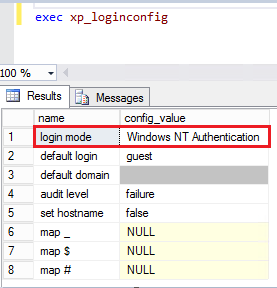 exec xp_loginconfig
100 %
Results Messages
name config_value
1 login mode Windows NT Authentication
2 default login guest
3 default domain
4 audit level failure
5 set hostname false
6 map _ NULL
7 map $ NULL
8 map # NULL